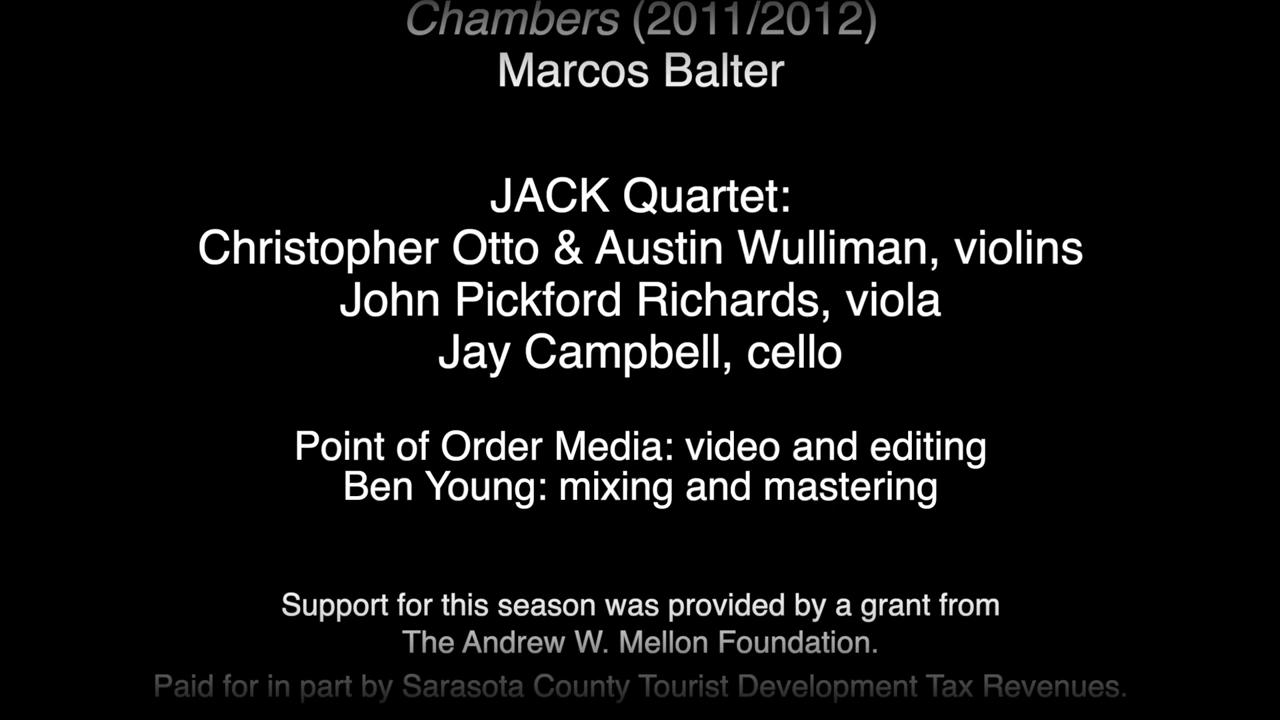 Chambers (2011/2012)
Marcos Balter
JACK Quartet:
Christopher Otto & Austin Wulliman, violins
John Pickford Richards, viola
Jay Campbell, cello
Point of Order Media: video and editing
Ben Young: mixing and mastering
Support for this season was provided by a grant from
The Andrew W. Mellon Foundation.
Paid for in part by Sarasota County Tourist Development Tax Revenues.